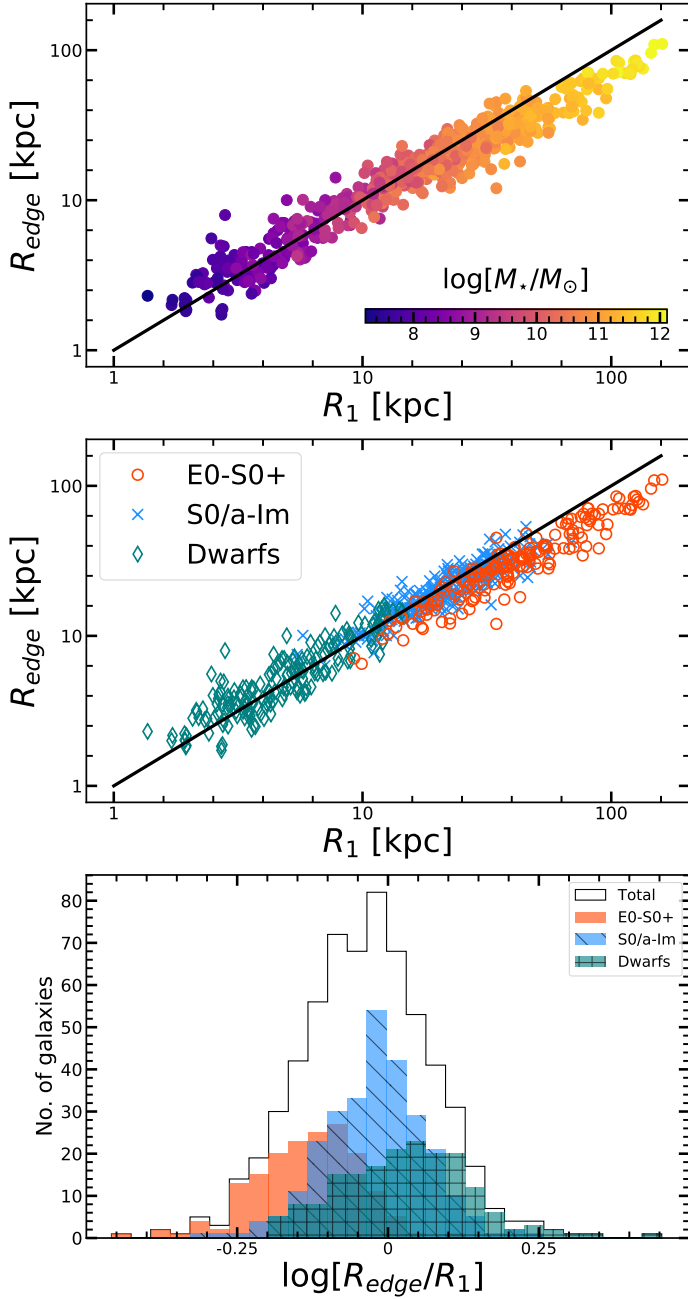 100
10
1
R_edge [kpc]
log[M⋆/M⊙]
8 9 10 11 12
1 10 100
R_1 [kpc]
100
10
1
R_edge [kpc]
E0-S0+
S0/a-Im
Dwarfs
1 10 100
R_1 [kpc]
80
70
60
50
40
30
20
10
0
No. of galaxies
Total
E0-S0+
S0/a-Im
Dwarfs
-0.25 0 0.25
log[R_edge/R_1]